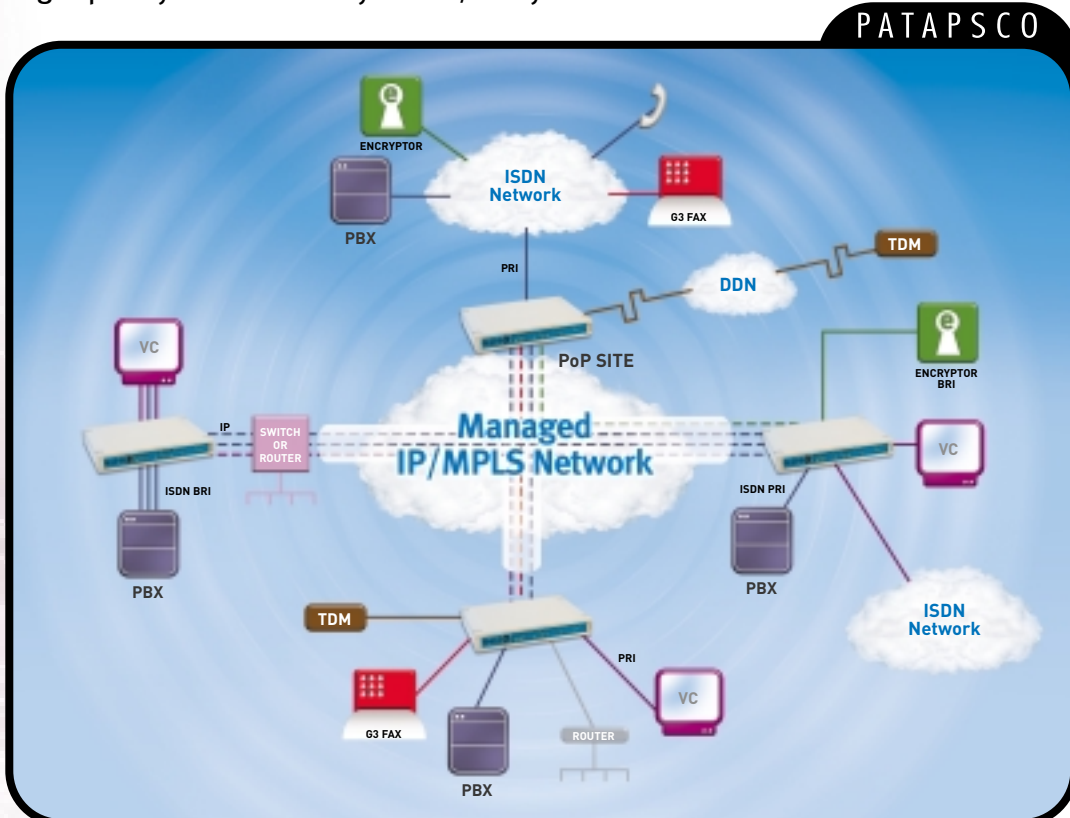 PATAPSCO
ENCRYPTOR
ISDN
Network
PBX
G3 FAX
PRI
TDM
DDN
PoP SITE
VC
ENCRYPTOR
BRI
IP
SWITCH
OR
ROUTER
Managed
IP/MPLS Network
VC
ISDN BRI
ISDN PRI
PBX
PBX
TDM
ISDN
Network
PRI
G3 FAX
VC
ROUTER
PBX